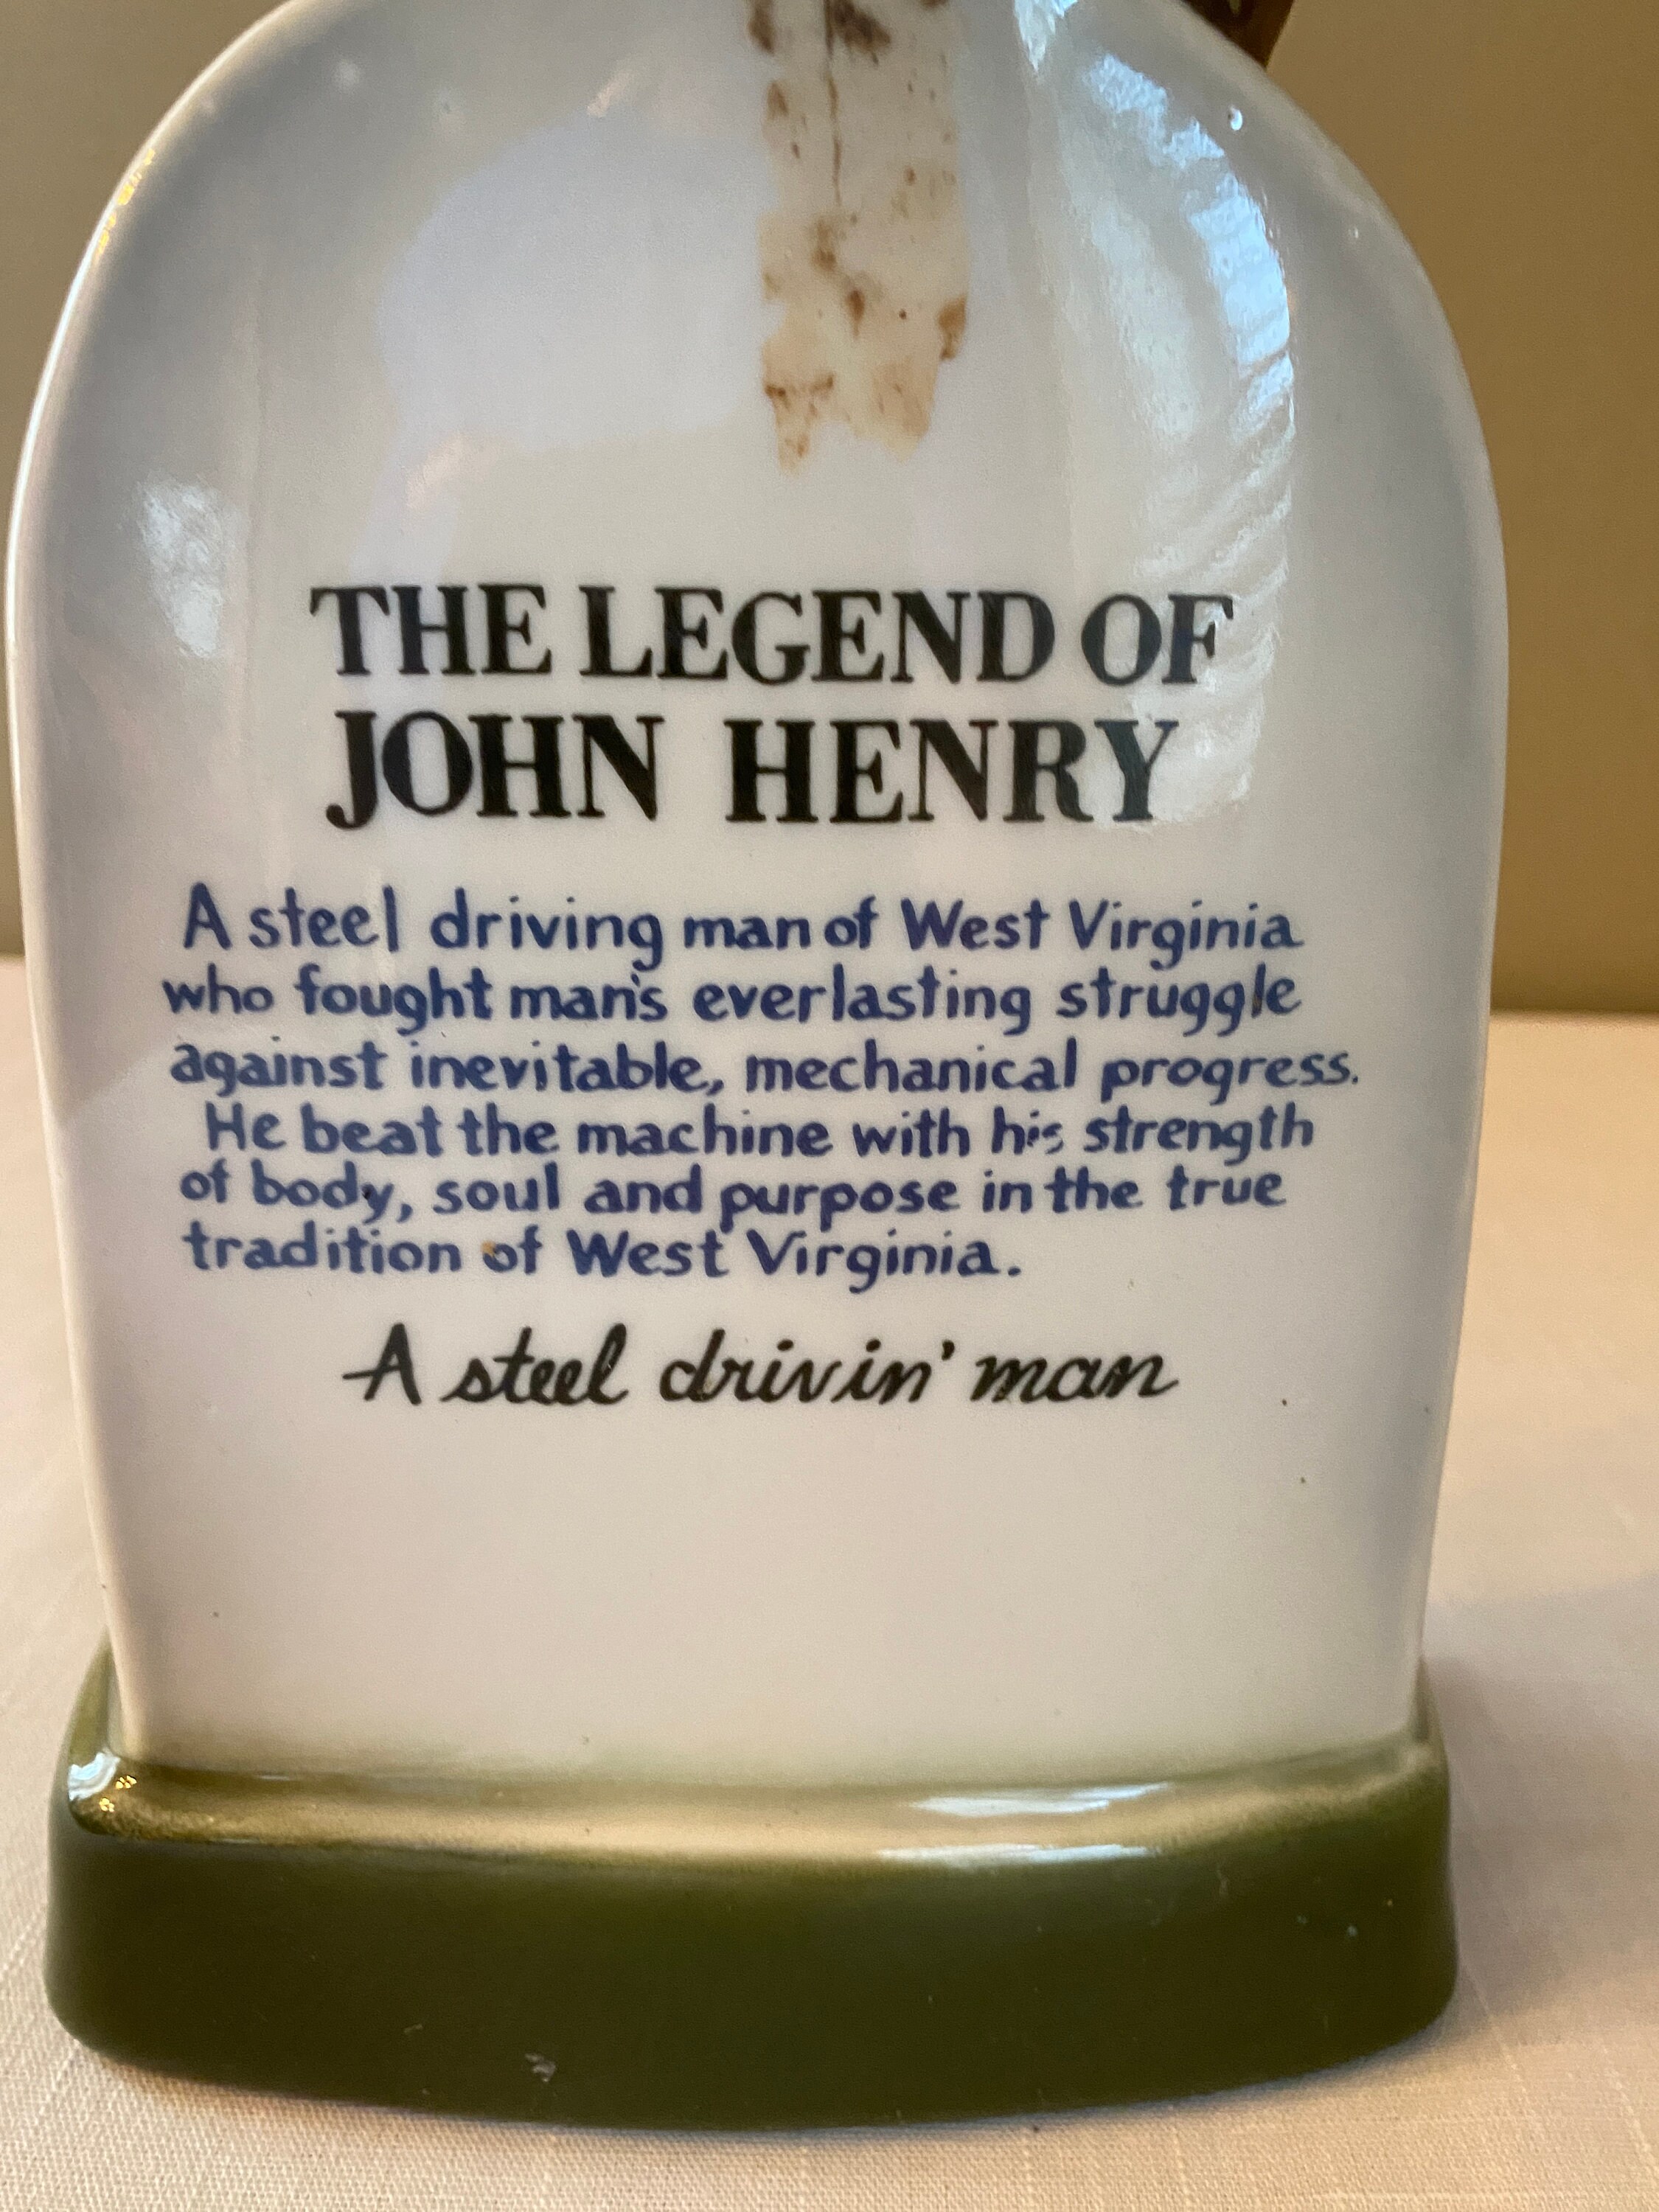 THE LEGEND OF
JOHN HENRY
A steel driving man of West Virginia
who fought man's everlasting struggle
against inevitable, mechanical progress.
He beat the machine with his strength
of body, soul and purpose in the true
tradition of West Virginia.
A steel drivin' man